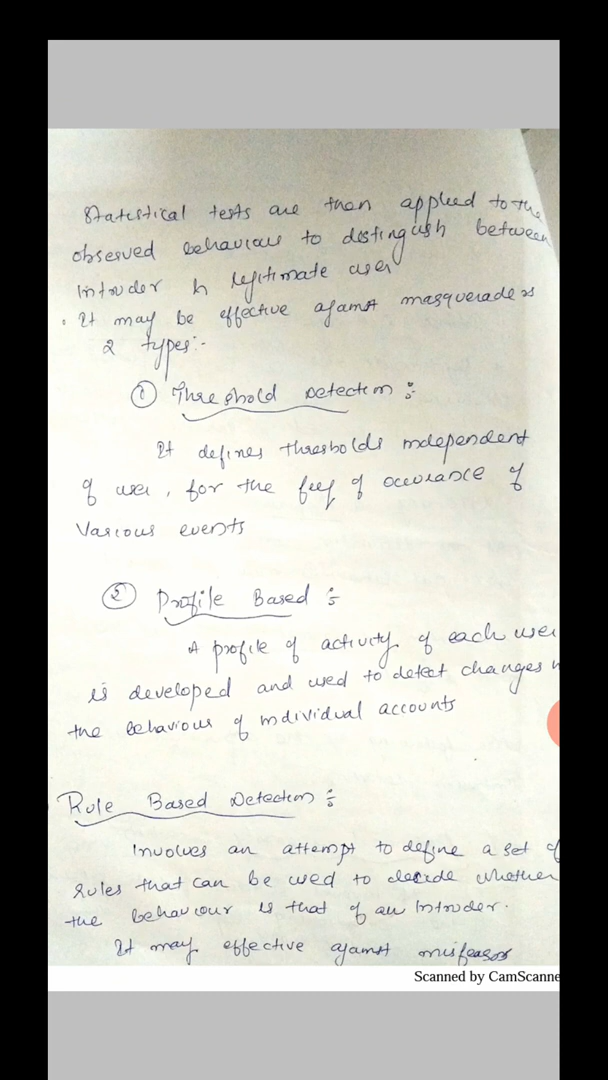 Statistical tests are then applied to the
observed behaviour to distinguish between
Intruder n legitimate user
. It may be effective against masqueraders
2 types:-
① Threshold Detection :-
It defines thresholds independent
of user, for the freq of occurance of
Various events
② Profile Based :-
A profile of activity of each user
is developed and used to detect changes in
the behaviour of individual accounts
Rule Based Detection :-
Involves an attempt to define a set of
rules that can be used to decide whether
the behaviour is that of an Intruder.
It may effective against misfeasor
Scanned by CamScanne